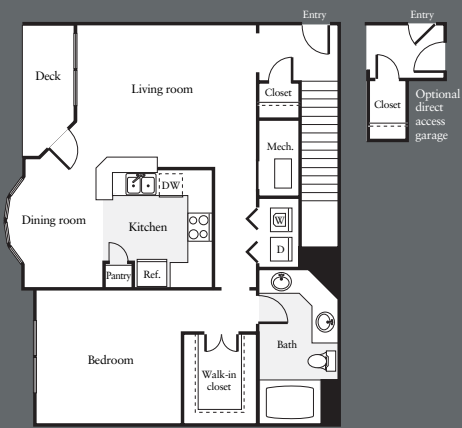 Entry
Entry
Deck
Living room
Closet
Closet
Optional
direct
access
garage
Mech.
DW
Dining room
Kitchen
W
D
Pantry
Ref.
Bath
Bedroom
Walk-in
closet